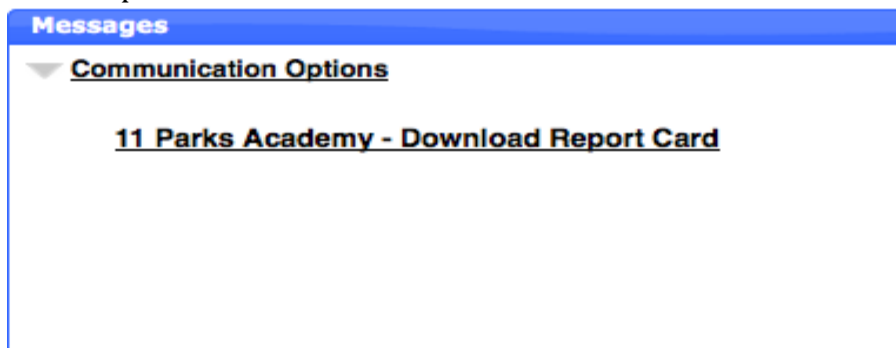 Messages
Communication Options
11 Parks Academy - Download Report Card